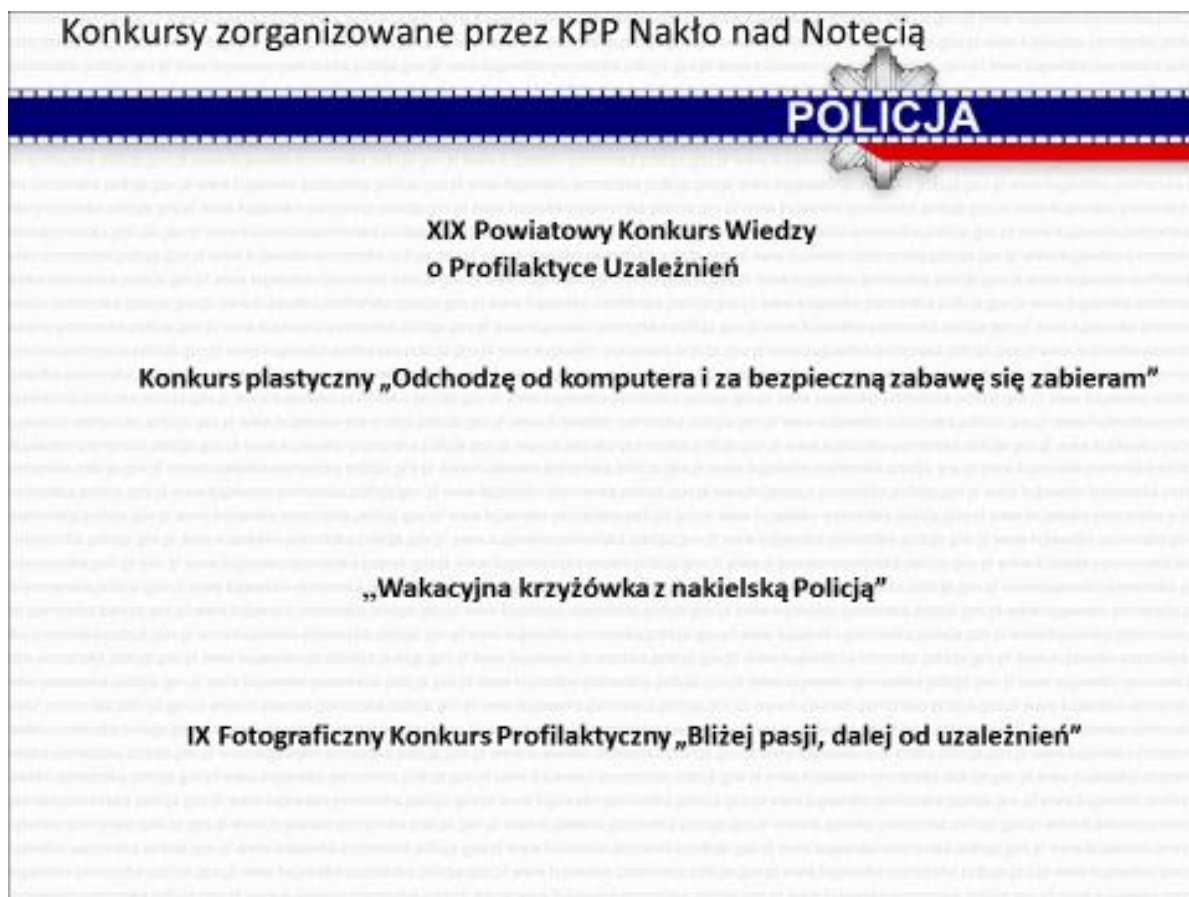 Konkursy zorganizowane przez KPP Nakło nad Notecią
POLICJA
XIX Powiatowy Konkurs Wiedzy
o Profilaktyce Uzależnień
Konkurs plastyczny „Odchodzę od komputera i za bezpieczną zabawę się zabieram”
,,Wakacyjna krzyżówka z nakielską Policją”
IX Fotograficzny Konkurs Profilaktyczny „Bliżej pasji, dalej od uzależnień”